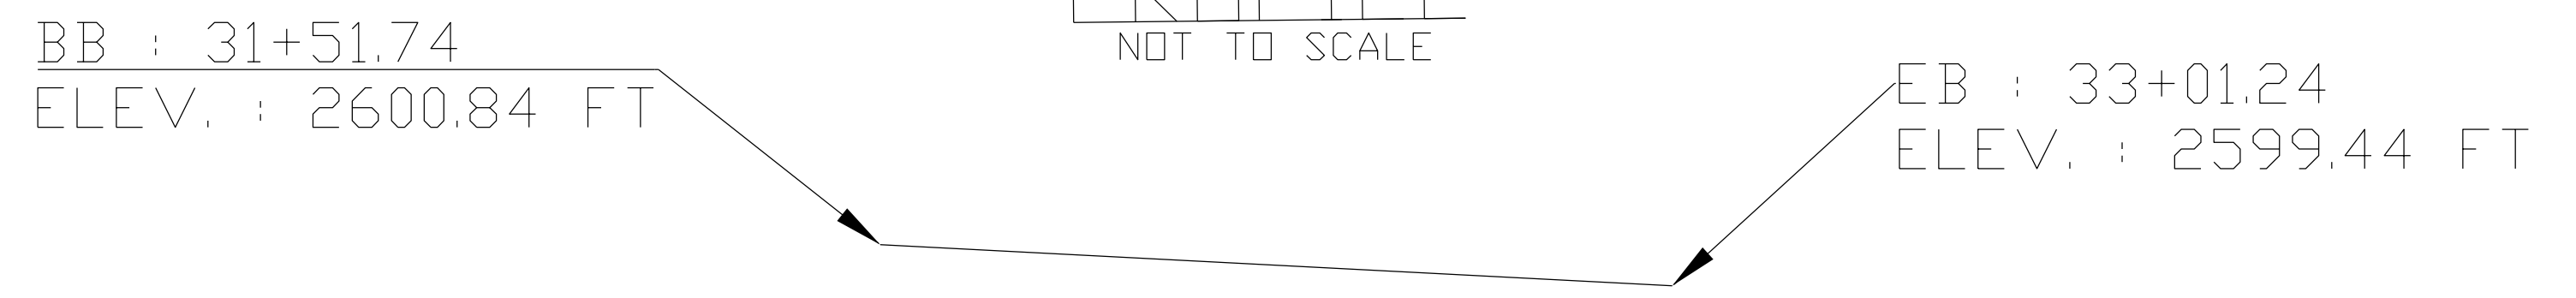 NOT TO SCALE
BB : 31+51.74
ELEV. : 2600.84 FT
EB : 33+01.24
ELEV. : 2599.44 FT